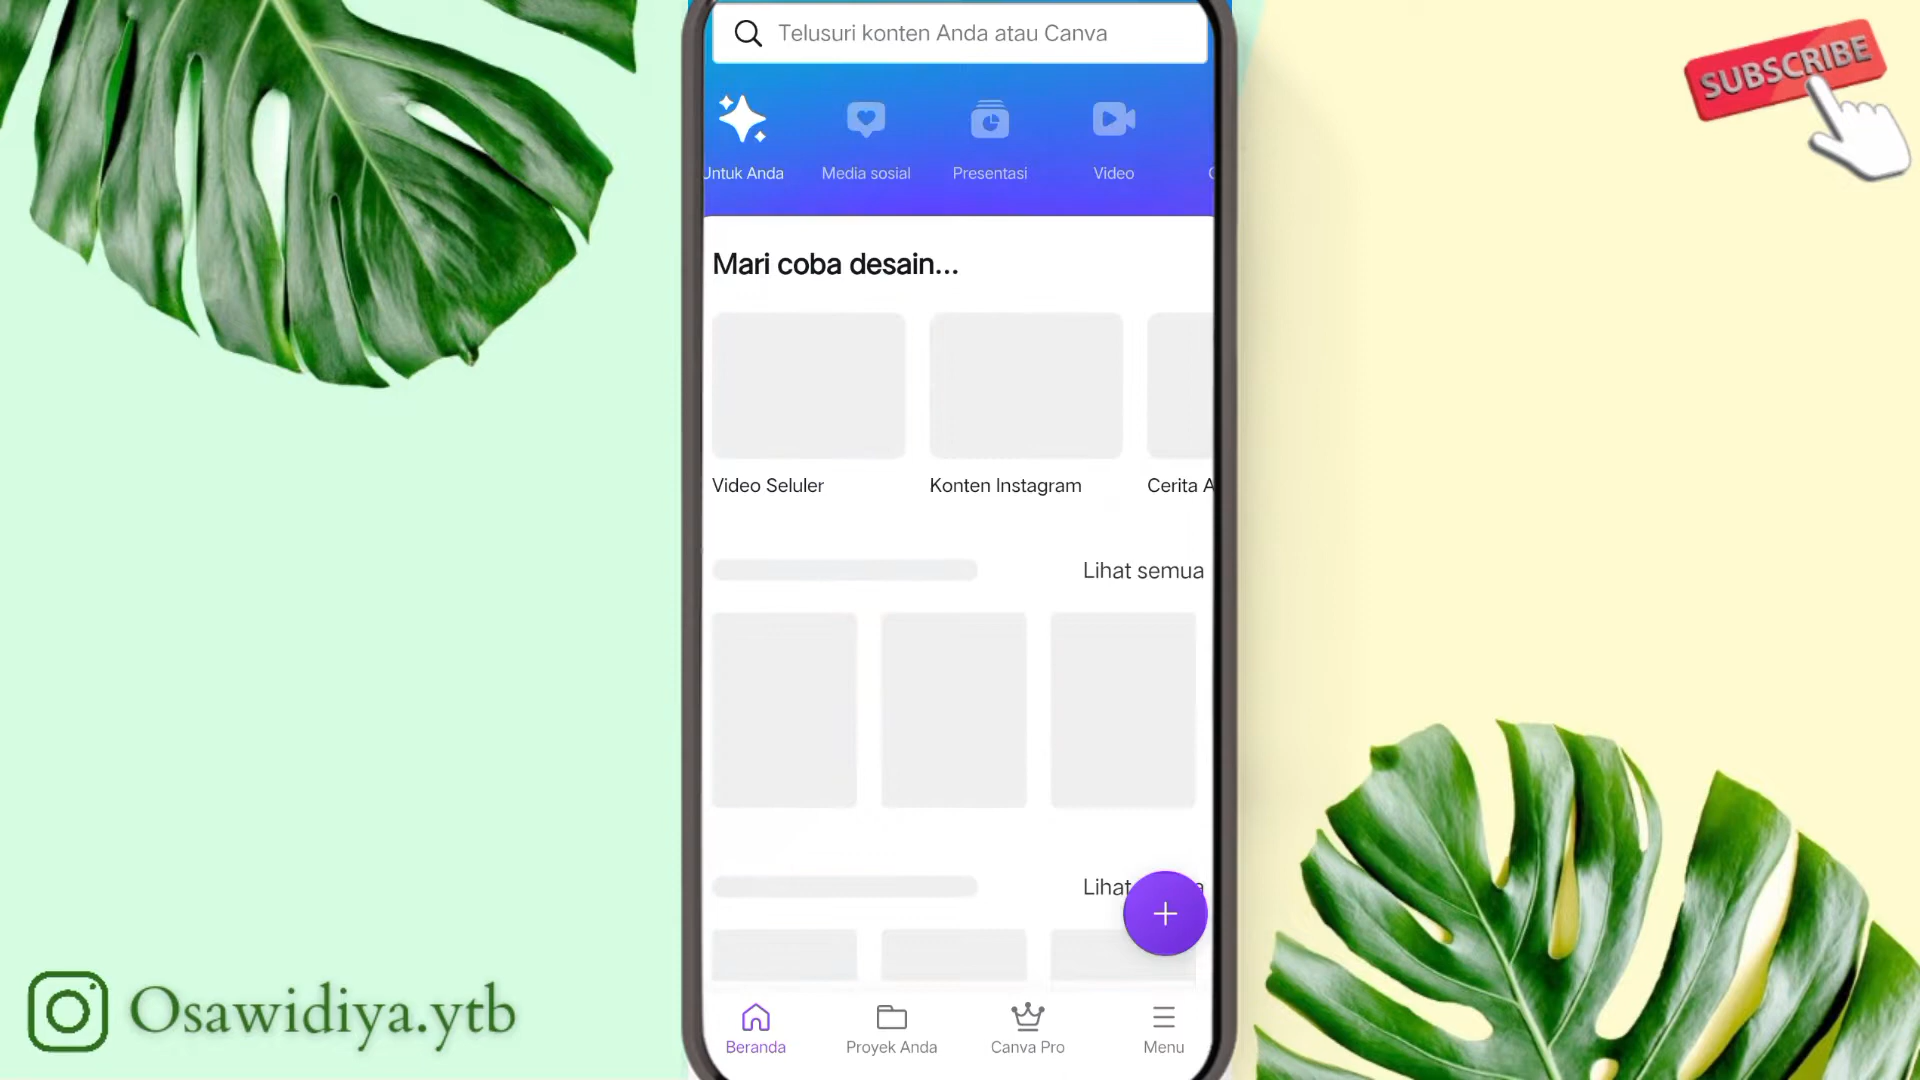 Telusuri konten Anda atau Canva
SUBSCRIBE
Untuk Anda
Media sosial
Presentasi
Video
Mari coba desain...
Video Seluler
Konten Instagram
Cerita A
Lihat semua
Lihat
Beranda
Proyek Anda
Canva Pro
Menu
Osawidiya.ytb